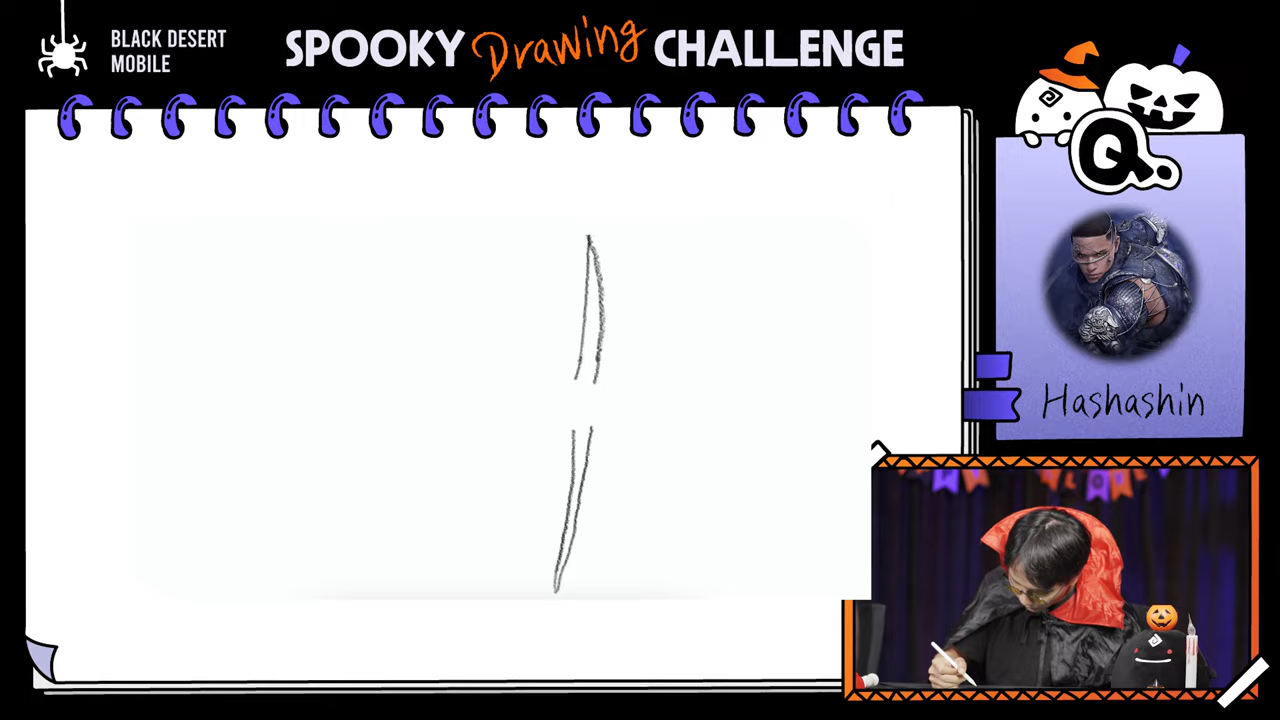 BLACK DESERT
MOBILE
SPOOKY Drawing CHALLENGE
Q.
Hashashin